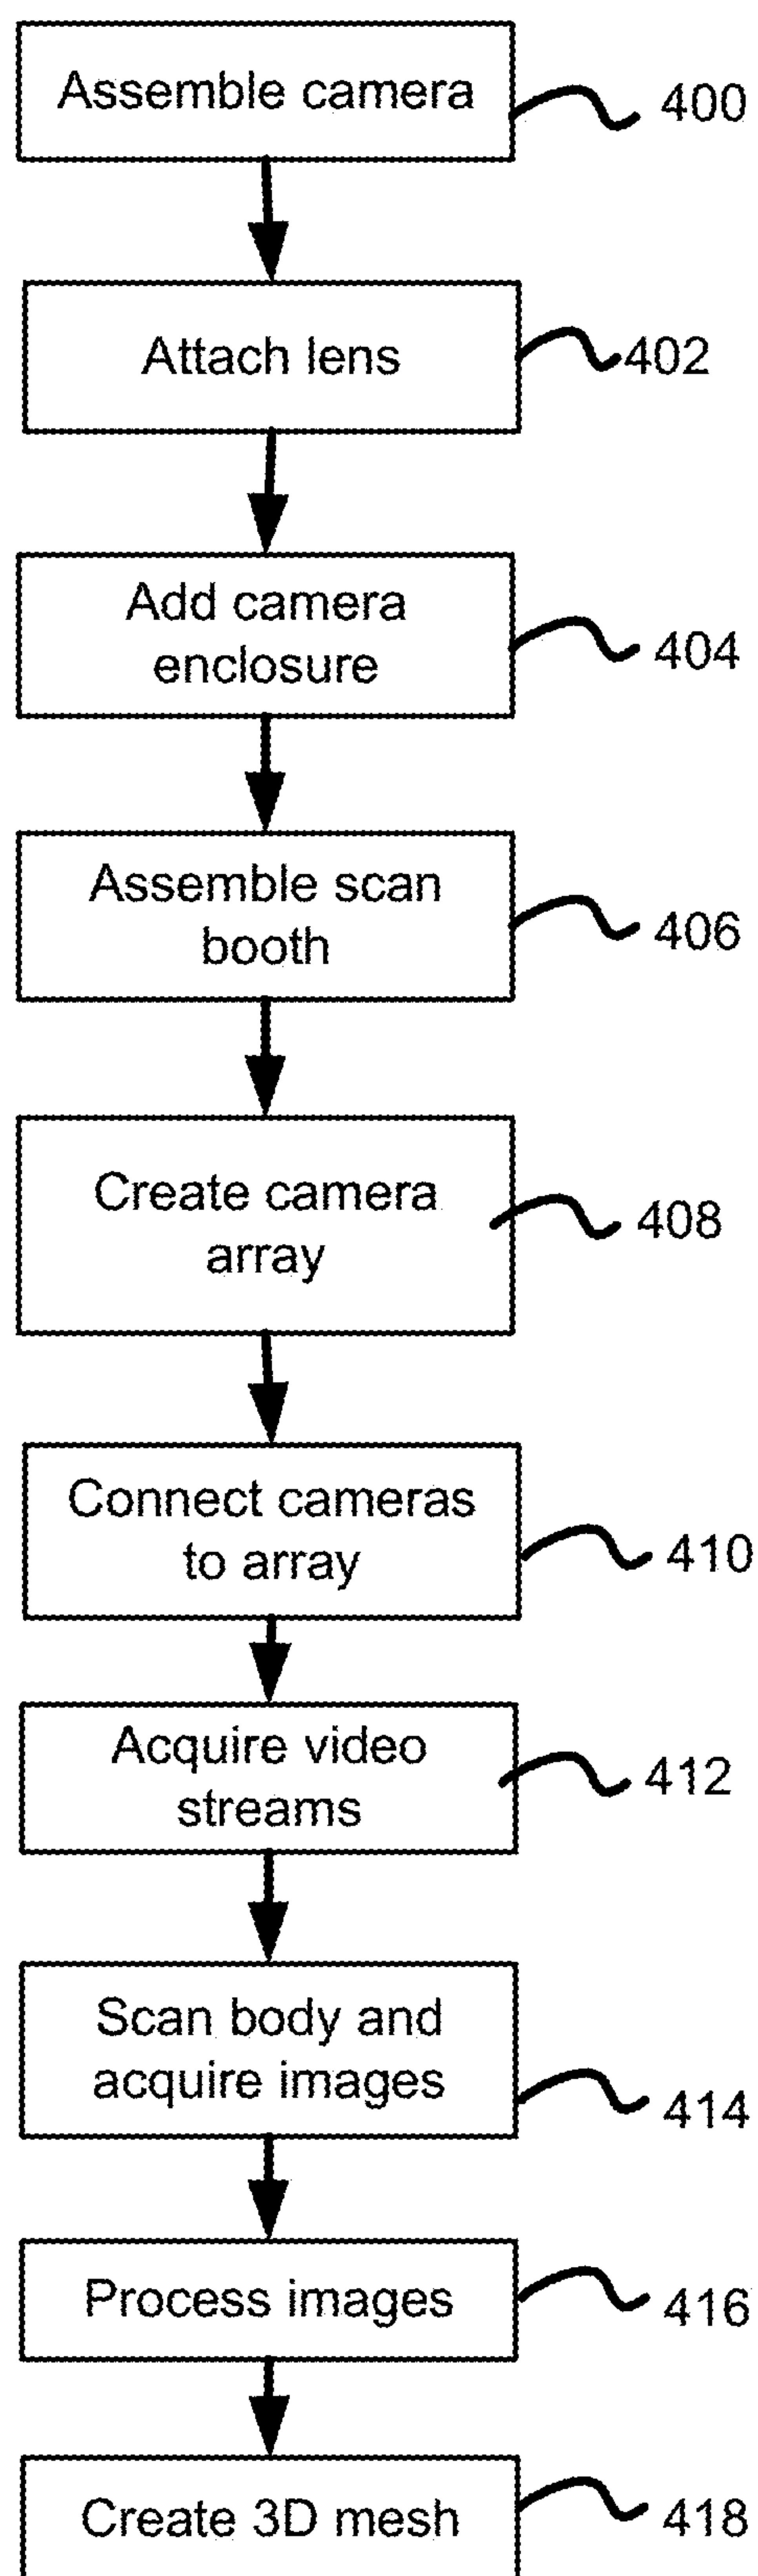 Assemble camera
400
Attach lens
402
Add camera
enclosure
404
Assemble scan
booth
406
Create camera
array
408
Connect cameras
to array
410
Acquire video
streams
412
Scan body and
acquire images
414
Process images
416
Create 3D mesh
418